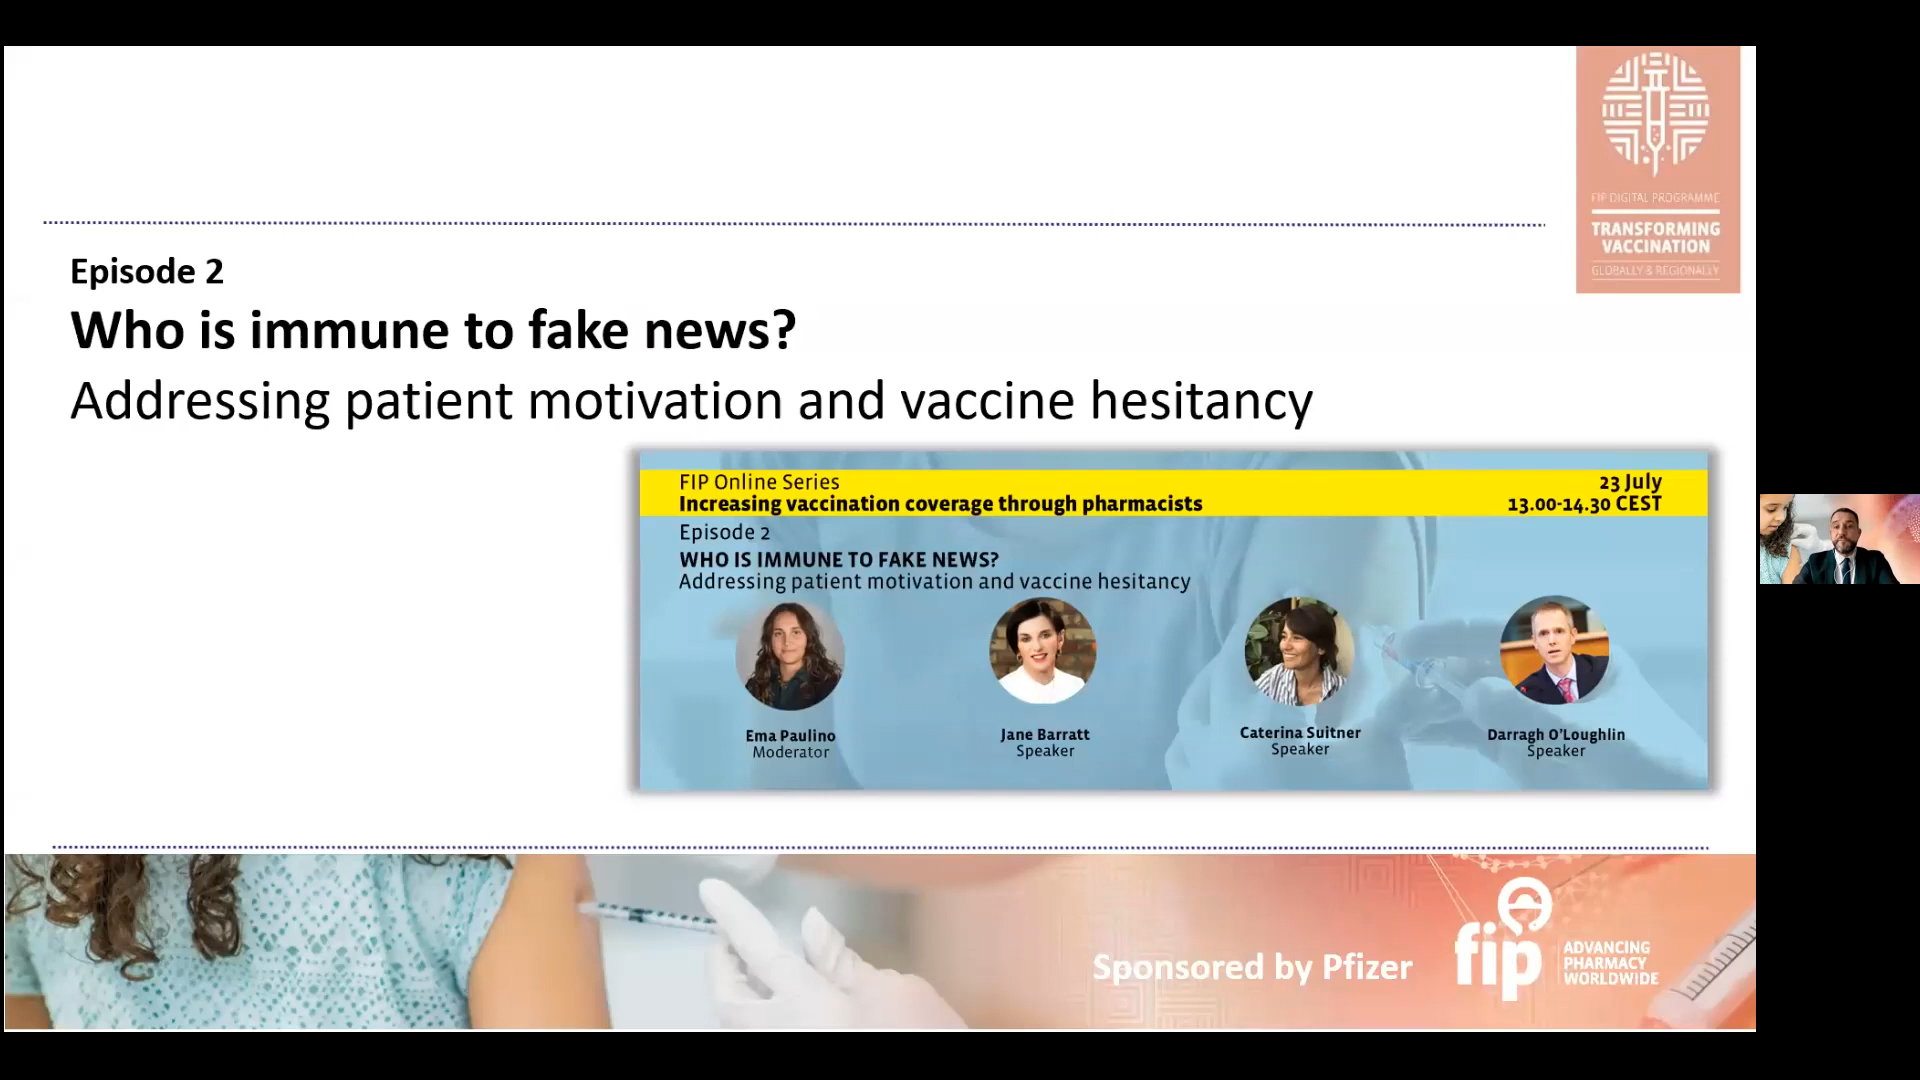 FIP DIGITAL PROGRAMME
TRANSFORMING
VACCINATION
GLOBALLY & REGIONALLY
Episode 2
Who is immune to fake news?
Addressing patient motivation and vaccine hesitancy
FIP Online Series
Increasing vaccination coverage through pharmacists
23 July
13.00-14.30 CEST
Episode 2
WHO IS IMMUNE TO FAKE NEWS?
Addressing patient motivation and vaccine hesitancy
Ema Paulino
Moderator
Jane Barratt
Speaker
Caterina Suitner
Speaker
Darragh O'Loughlin
Speaker
Sponsored by Pfizer
fip
ADVANCING
PHARMACY
WORLDWIDE